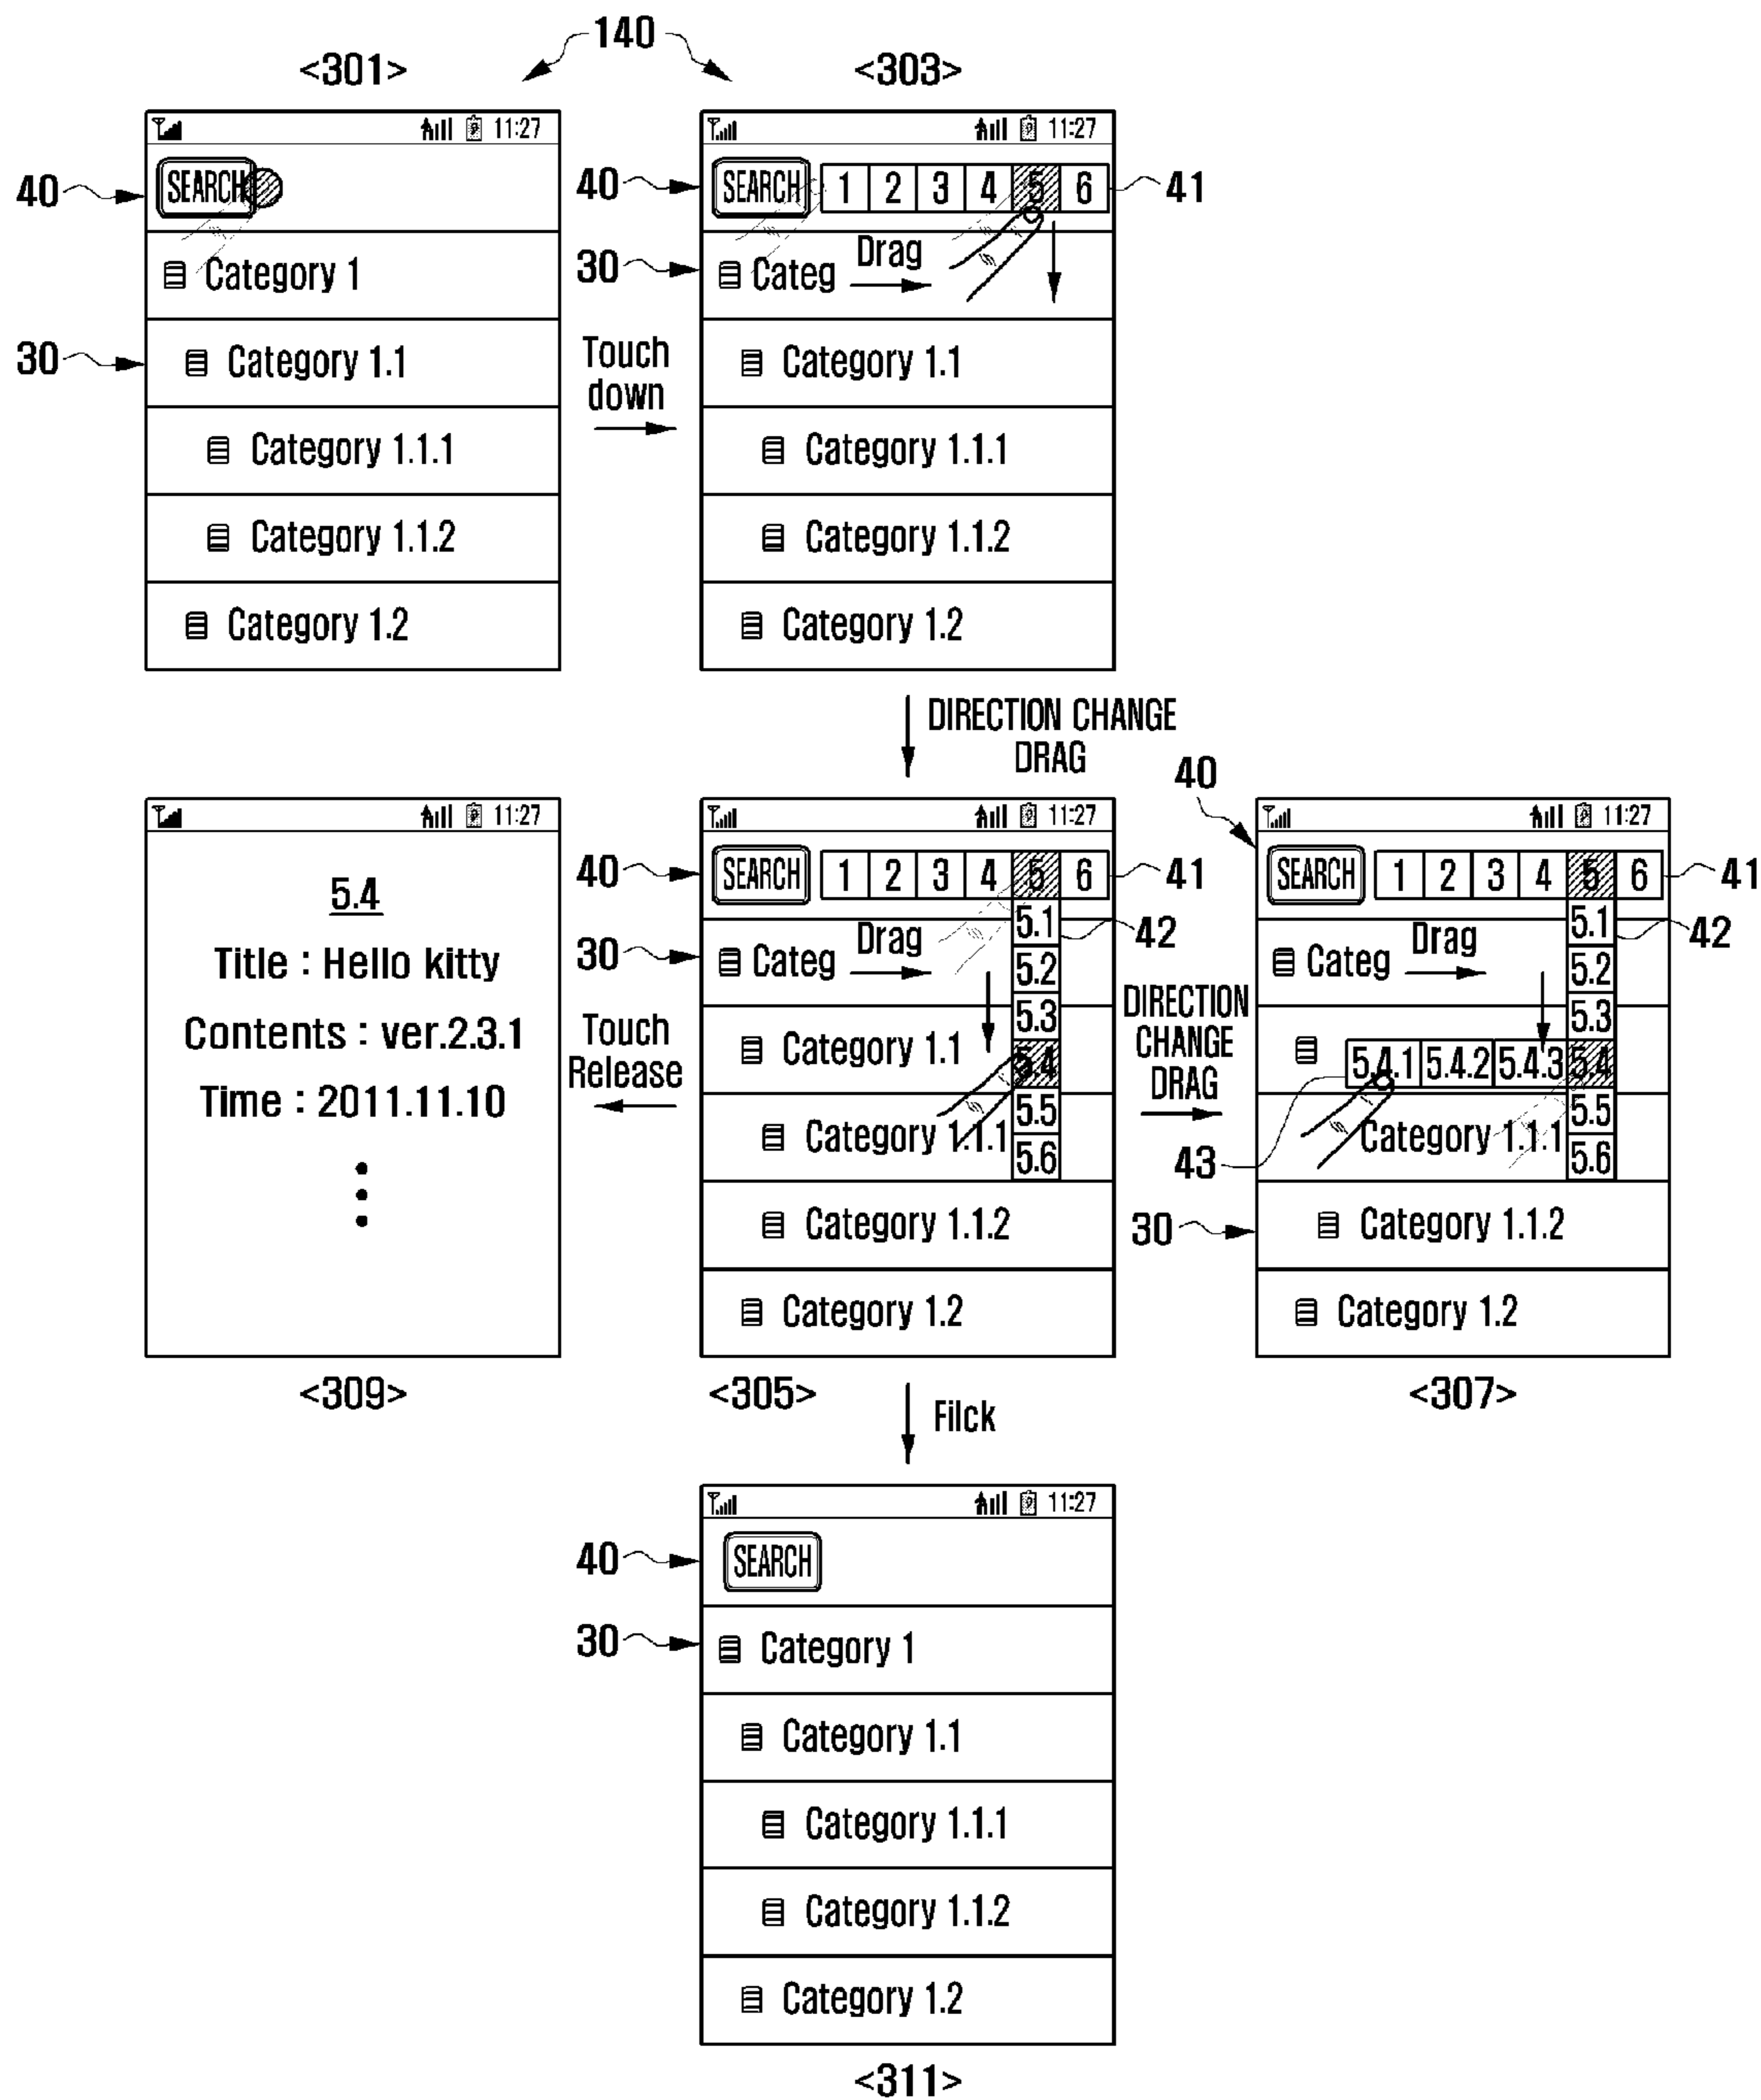 140
<301>
<303>
11:27
11:27
40
SEARCH
40
SEARCH 1 2 3 4 5 6
41
Category 1
30
Categ
Drag
30
Category 1.1
Touch
down
Category 1.1
Category 1.1.1
Category 1.1.1
Category 1.1.2
Category 1.1.2
Category 1.2
Category 1.2
DIRECTION CHANGE
DRAG
11:27
5.4
Title : Hello kitty
Contents : ver.2.3.1
Time : 2011.11.10
<309>
Touch
Release
11:27
40
SEARCH 1 2 3 4 5 6
41
5.1
42
30
Categ
Drag
5.2
5.3
Category 1.1
5.4
5.5
Category 1.1.1
5.6
Category 1.1.2
Category 1.2
<305>
DIRECTION
CHANGE
DRAG
40
11:27
SEARCH 1 2 3 4 5 6
41
5.1
42
Categ
Drag
5.2
5.3
5.4.1 5.4.2 5.4.3 5.4
5.5
Category 1.1.1
43
5.6
30
Category 1.1.2
Category 1.2
<307>
Filck
11:27
40
SEARCH
30
Category 1
Category 1.1
Category 1.1.1
Category 1.1.2
Category 1.2
<311>